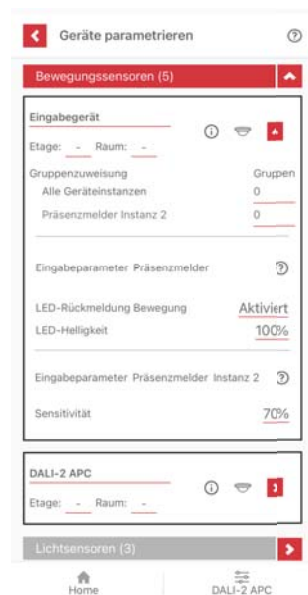 Geräte parametrieren
Bewegungssensoren (5)
Eingabegerät
Etage: - Raum: -
Gruppenzuweisung Grupen
Alle Geräteinstanzen 0
Präsenzmelder Instanz 2 0
Eingabeparameter Präsenzmelder
LED-Rückmeldung Bewegung Aktiviert
LED-Helligkeit 100%
Eingabeparameter Präsenzmelder Instanz 2
Sensitivität 70%
DALI-2 APC
Etage: - Raum: -
Lichtsensoren (3)
Home DALI-2 APC